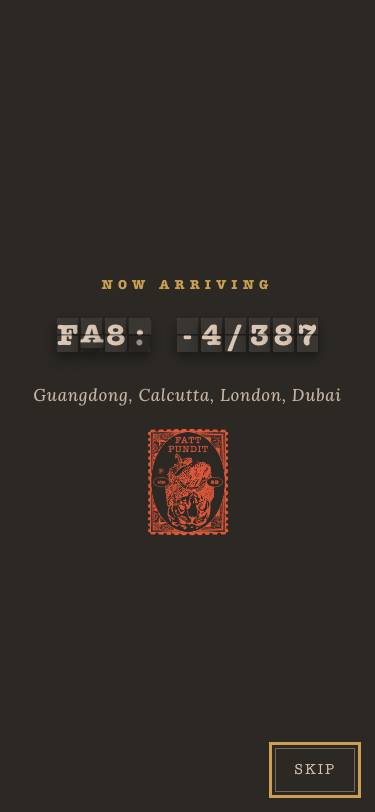 NOW ARRIVING
FA8: -4/387
Guangdong, Calcutta, London, Dubai
FATT
PUNDIT
SKIP